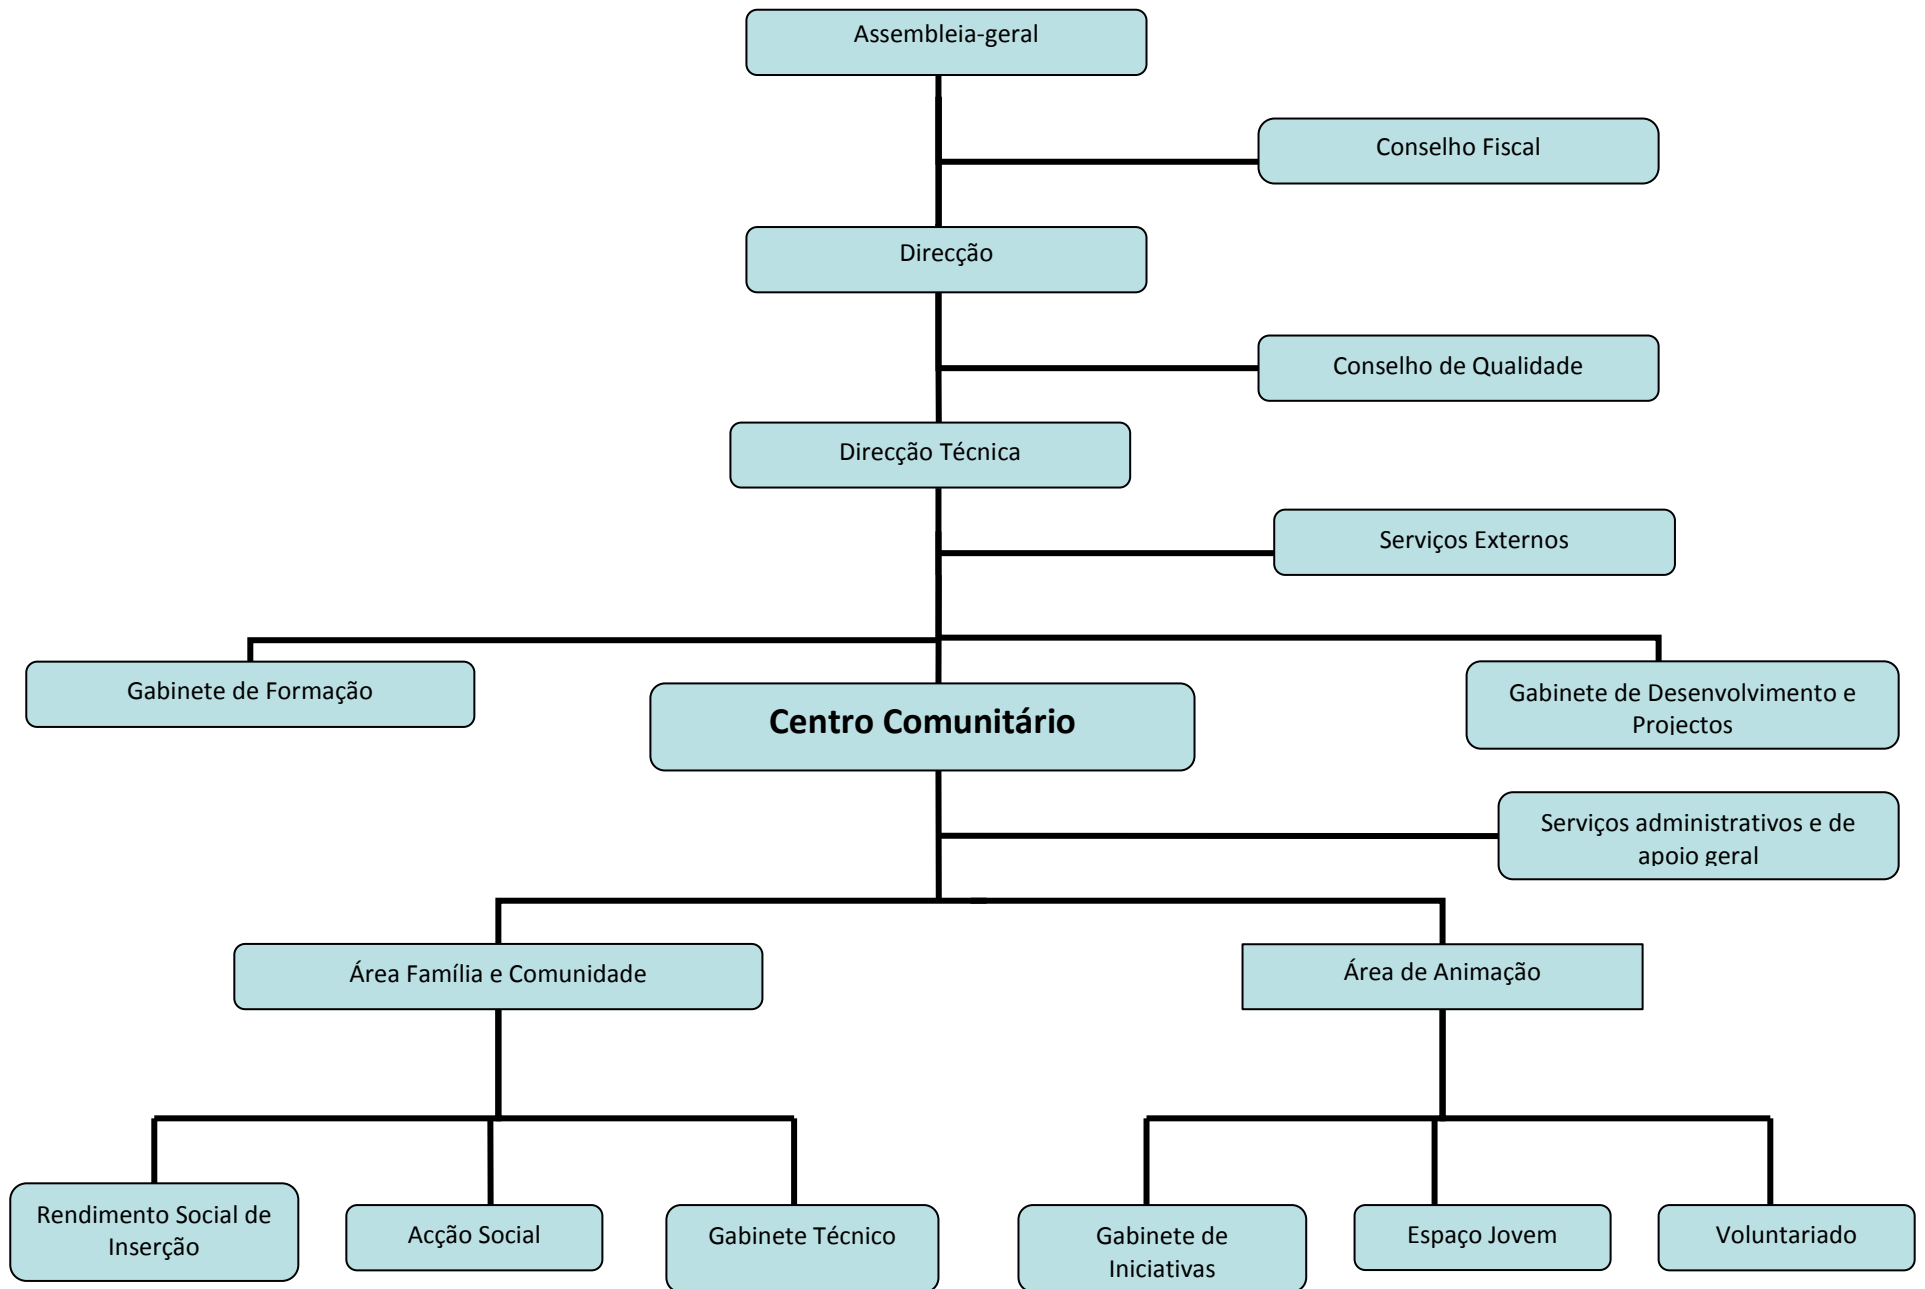 Assembleia-geral
Conselho Fiscal
Direcção
Conselho de Qualidade
Direcção Técnica
Serviços Externos
Gabinete de Formação
Centro Comunitário
Gabinete de Desenvolvimento e
Projectos
Serviços administrativos e de
apoio geral
Área Família e Comunidade
Área de Animação
Rendimento Social de
Inserção
Acção Social
Gabinete Técnico
Gabinete de
Iniciativas
Espaço Jovem
Voluntariado